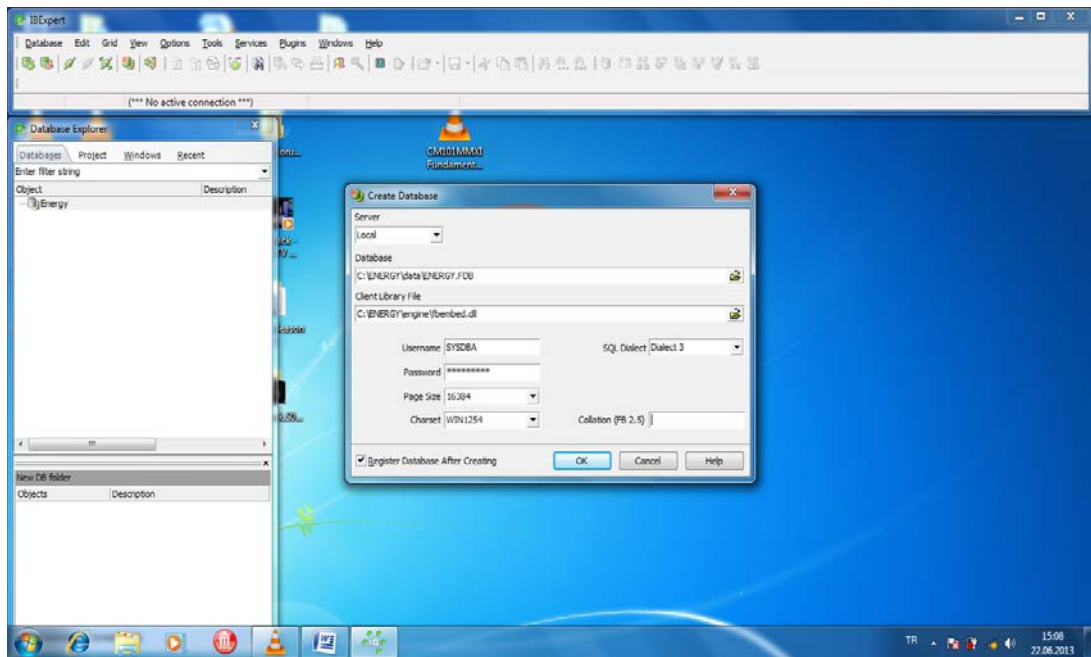 IBExpert
Database Edit Grid View Options Tools Services Plugins Windows Help
(*** No active connection ***)
Database Explorer
Databases Project Windows Recent
Enter filter string
Object Description
Energy
New DB folder
Objects Description
CM101MMXI
Fundament...
Create Database
Server
Local
Database
C:\ENERGY\data\ENERGY.FDB
Client Library File
C:\ENERGY\engine\fbembed.dll
Username SYSDBA SQL Dialect Dialect 3
Password *********
Page Size 16384
Charset WIN1254 Collation (FB 2.5)
Register Database After Creating OK Cancel Help
TR 15:08
22.06.2013